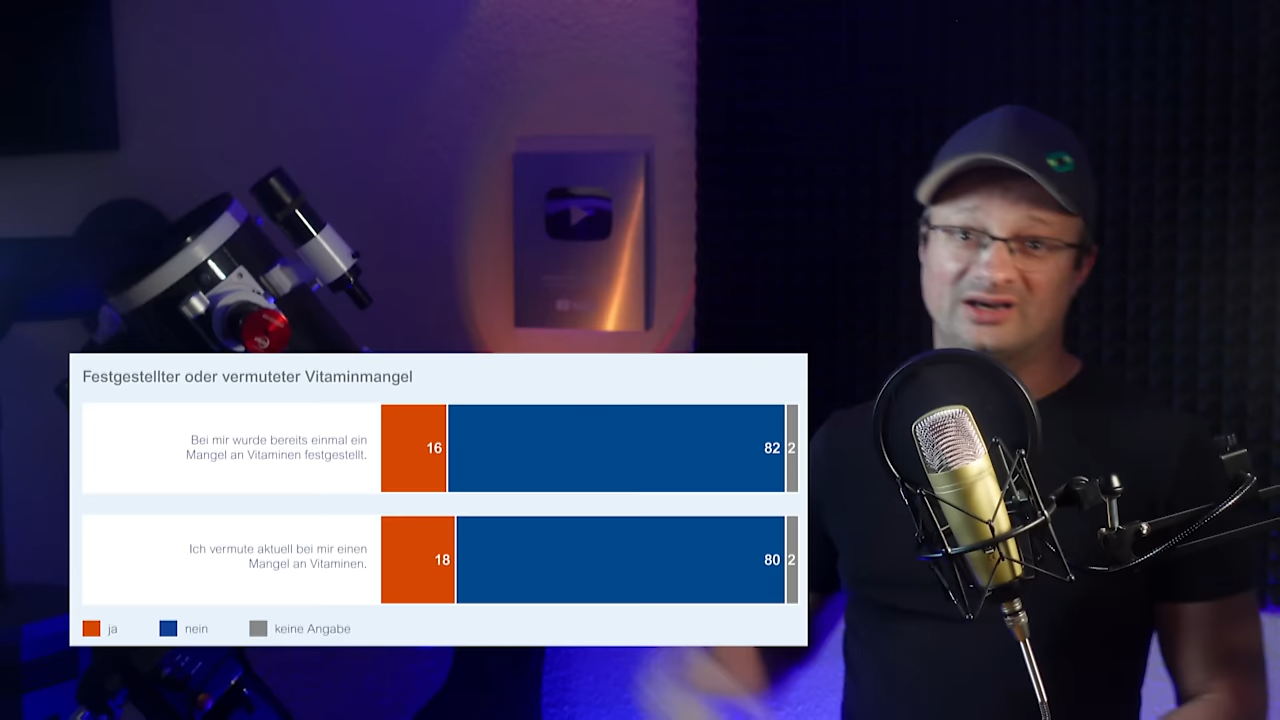 Festgestellter oder vermuteter Vitaminmangel
Bei mir wurde bereits einmal ein
Mangel an Vitaminen festgestellt.
16
82
2
Ich vermute aktuell bei mir einen
Mangel an Vitaminen.
18
80
2
ja
nein
keine Angabe